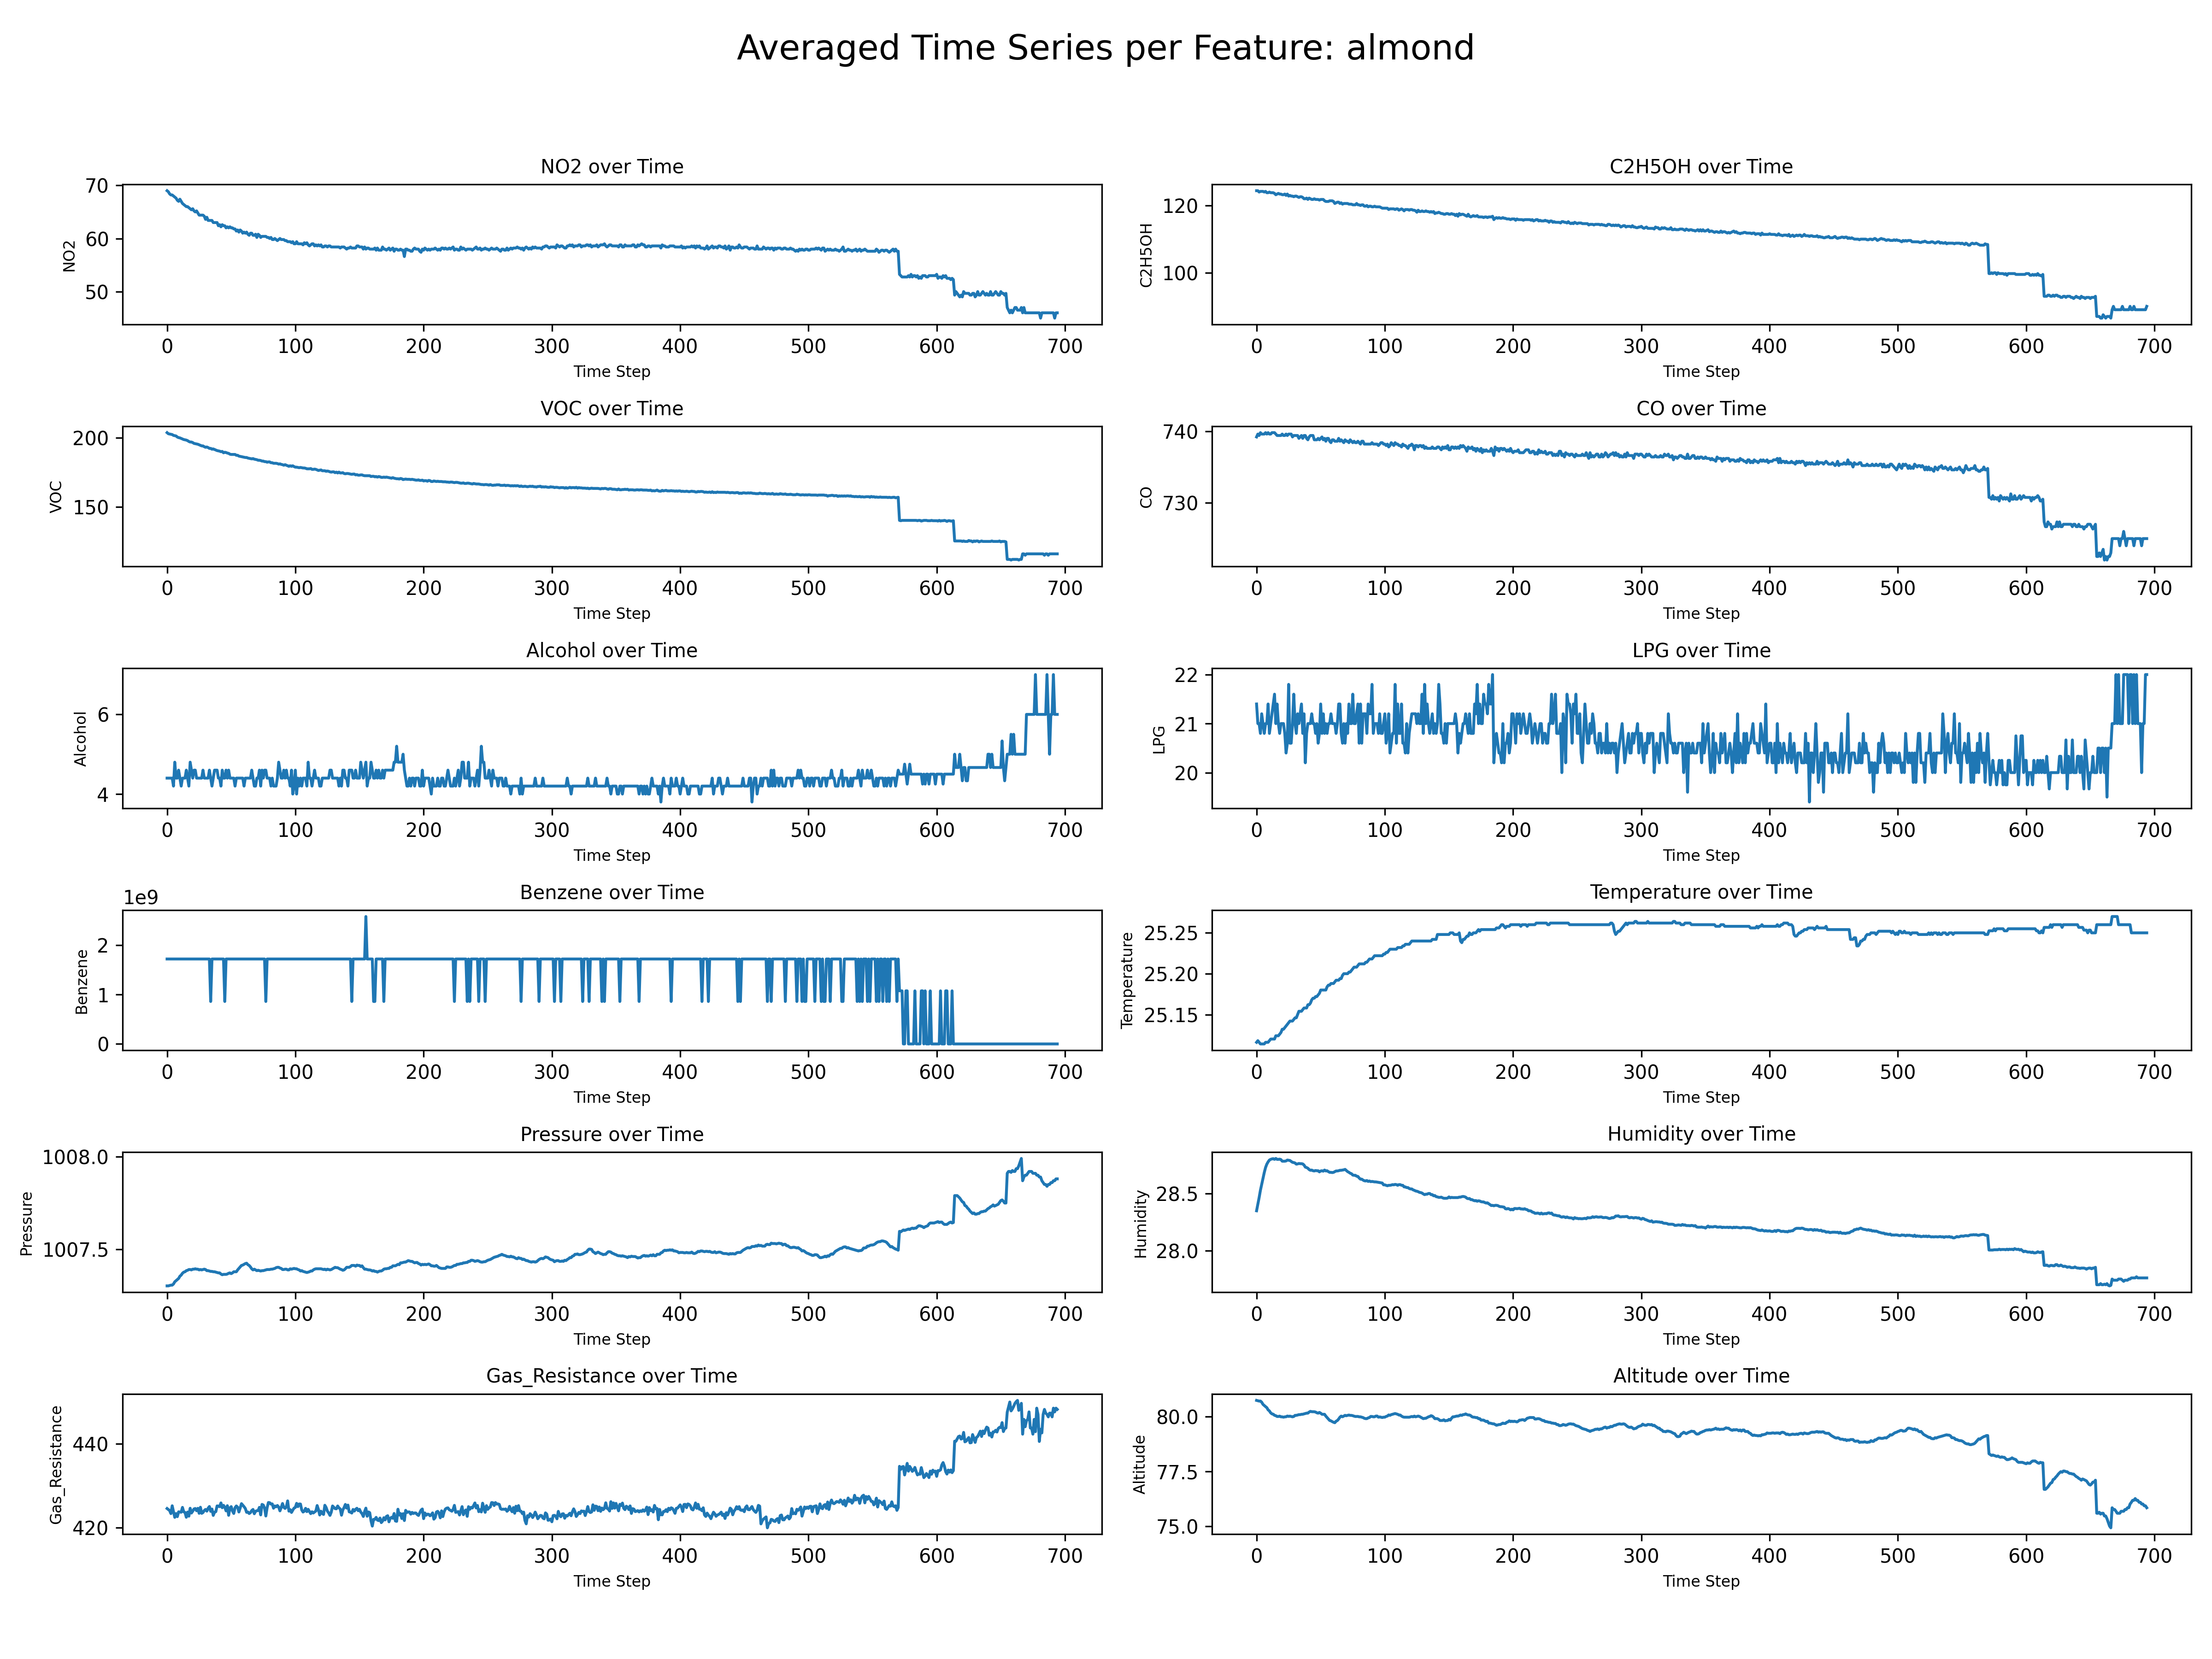 Averaged Time Series per Feature: almond
NO2 over Time
NO2
70
60
50
0 100 200 300 400 500 600 700
Time Step
C2H5OH over Time
C2H5OH
120
100
0 100 200 300 400 500 600 700
Time Step
VOC over Time
VOC
200
150
0 100 200 300 400 500 600 700
Time Step
CO over Time
CO
740
730
0 100 200 300 400 500 600 700
Time Step
Alcohol over Time
Alcohol
6
4
0 100 200 300 400 500 600 700
Time Step
LPG over Time
LPG
22
21
20
0 100 200 300 400 500 600 700
Time Step
Benzene over Time
1e9
Benzene
2
1
0
0 100 200 300 400 500 600 700
Time Step
Temperature over Time
Temperature
25.25
25.20
25.15
0 100 200 300 400 500 600 700
Time Step
Pressure over Time
Pressure
1008.0
1007.5
0 100 200 300 400 500 600 700
Time Step
Humidity over Time
Humidity
28.5
28.0
0 100 200 300 400 500 600 700
Time Step
Gas_Resistance over Time
Gas_Resistance
440
420
0 100 200 300 400 500 600 700
Time Step
Altitude over Time
Altitude
80.0
77.5
75.0
0 100 200 300 400 500 600 700
Time Step